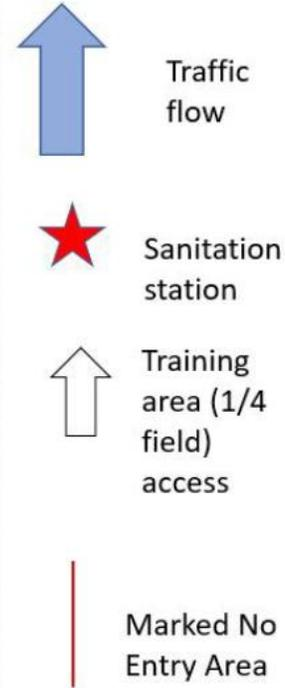 Traffic
flow
Sanitation
station
Training
area (1/4
field)
access
Marked No
Entry Area